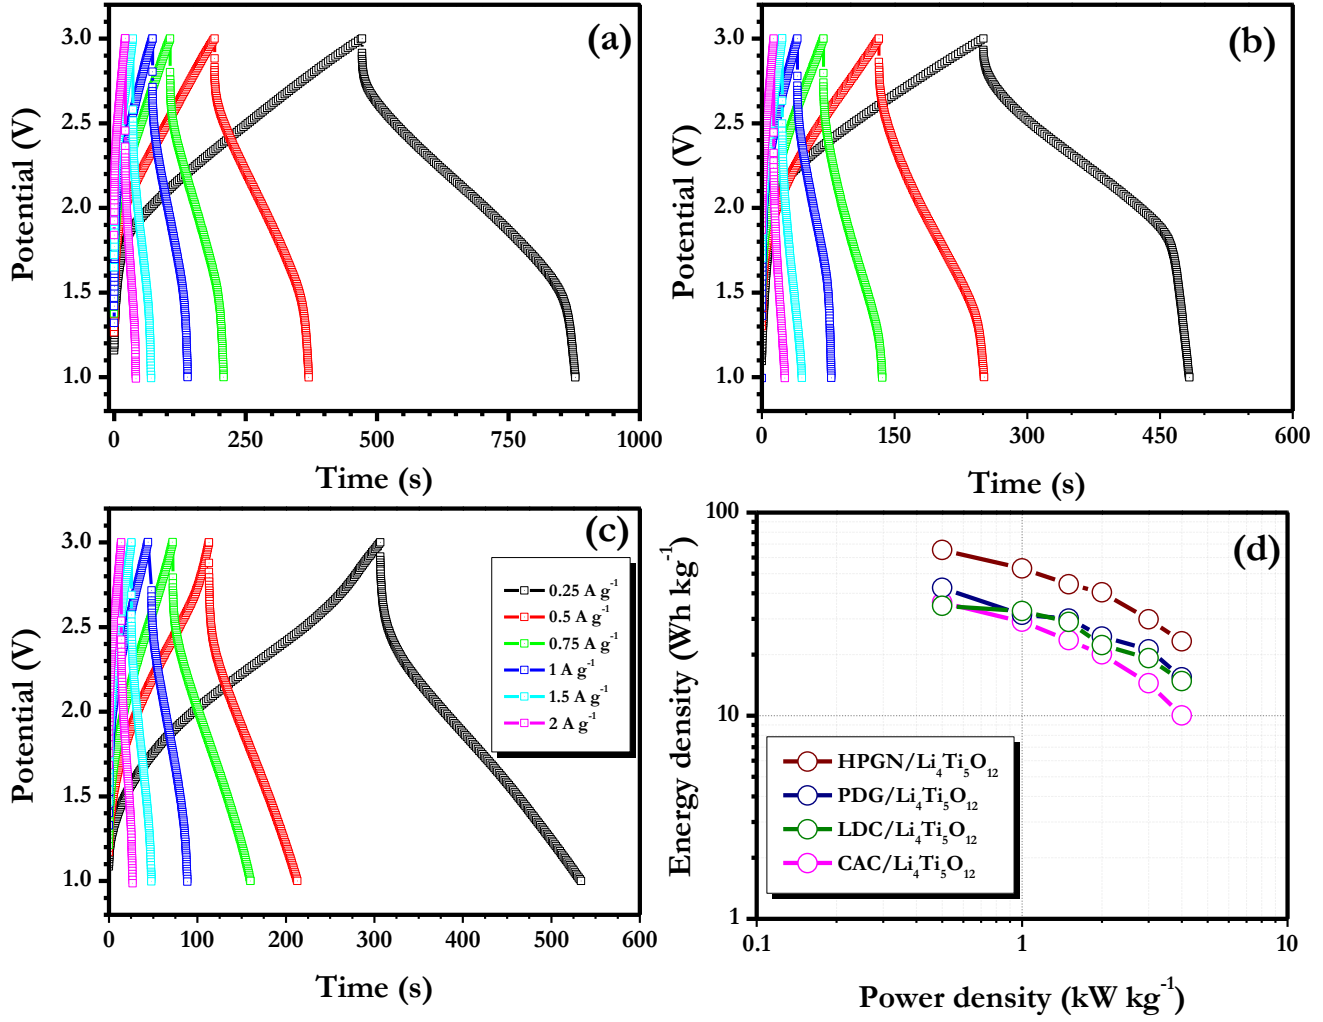 (a)
3.0
2.5
2.0
1.5
1.0
Potential (V)
0 250 500 750 1000
Time (s)
(b)
3.0
2.5
2.0
1.5
1.0
Potential (V)
0 150 300 450 600
Time (s)
(c)
3.0
2.5
2.0
1.5
1.0
Potential (V)
0.25 A g⁻¹
0.5 A g⁻¹
0.75 A g⁻¹
1 A g⁻¹
1.5 A g⁻¹
2 A g⁻¹
0 100 200 300 400 500 600
Time (s)
(d)
100
10
1
Energy density (Wh kg⁻¹)
HPGN/Li₄Ti₅O₁₂
PDG/Li₄Ti₅O₁₂
LDC/Li₄Ti₅O₁₂
CAC/Li₄Ti₅O₁₂
0.1 1 10
Power density (kW kg⁻¹)